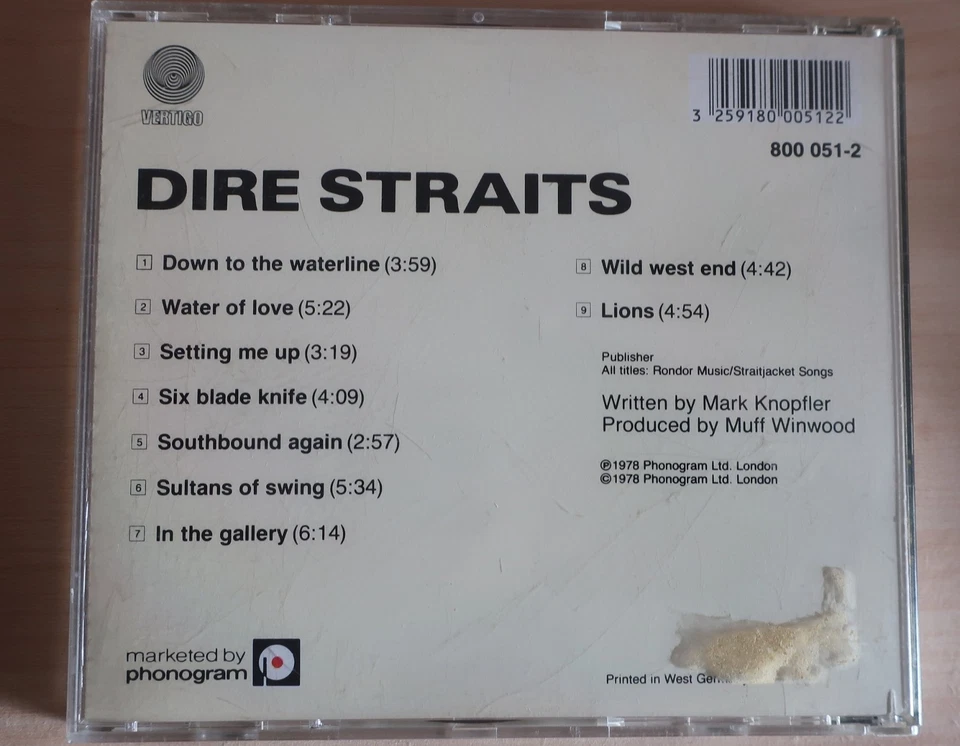 VERTIGO
3 259180 005122
800 051-2
DIRE STRAITS
1 Down to the waterline (3:59)
2 Water of love (5:22)
3 Setting me up (3:19)
4 Six blade knife (4:09)
5 Southbound again (2:57)
6 Sultans of swing (5:34)
7 In the gallery (6:14)
8 Wild west end (4:42)
9 Lions (4:54)
Publisher
All titles: Rondor Music/Straitjacket Songs
Written by Mark Knopfler
Produced by Muff Winwood
℗1978 Phonogram Ltd. London
©1978 Phonogram Ltd. London
marketed by
phonogram
Printed in West